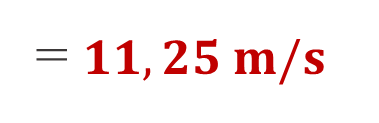 = 11, 25 m/s